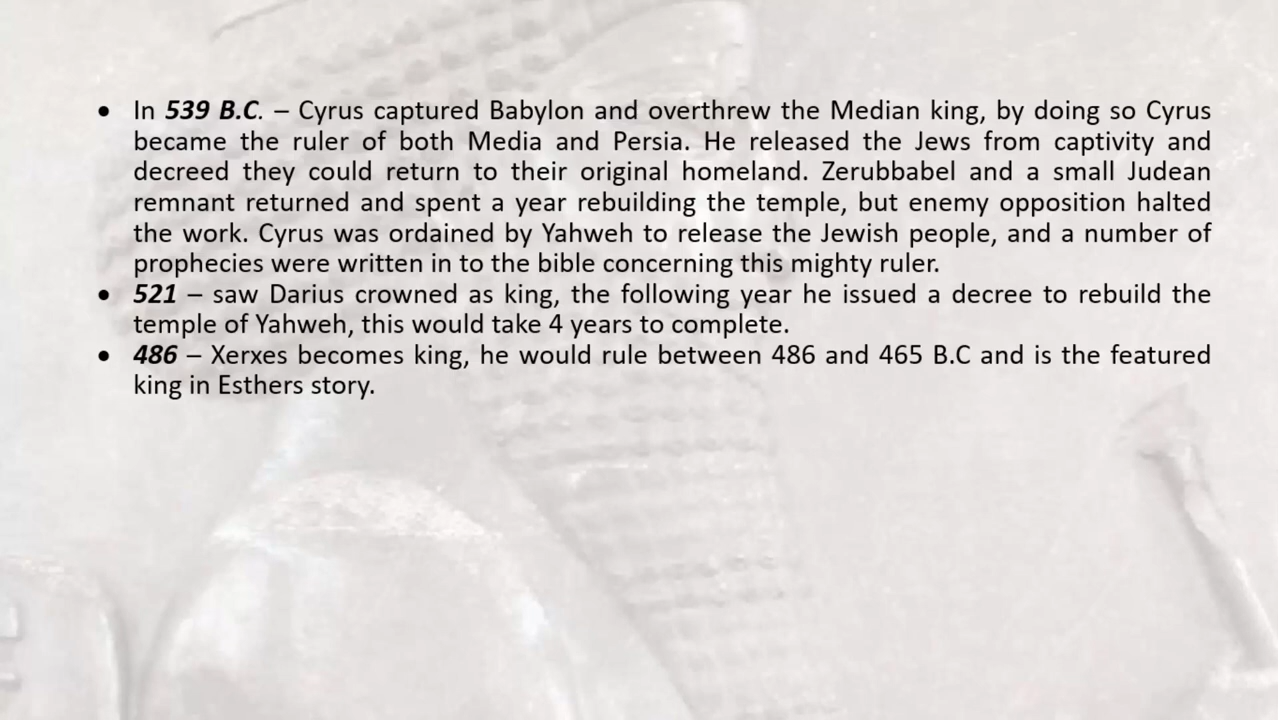 • In 539 B.C. – Cyrus captured Babylon and overthrew the Median king, by doing so Cyrus
became the ruler of both Media and Persia. He released the Jews from captivity and
decreed they could return to their original homeland. Zerubbabel and a small Judean
remnant returned and spent a year rebuilding the temple, but enemy opposition halted
the work. Cyrus was ordained by Yahweh to release the Jewish people, and a number of
prophecies were written in to the bible concerning this mighty ruler.
• 521 – saw Darius crowned as king, the following year he issued a decree to rebuild the
temple of Yahweh, this would take 4 years to complete.
• 486 – Xerxes becomes king, he would rule between 486 and 465 B.C and is the featured
king in Esthers story.